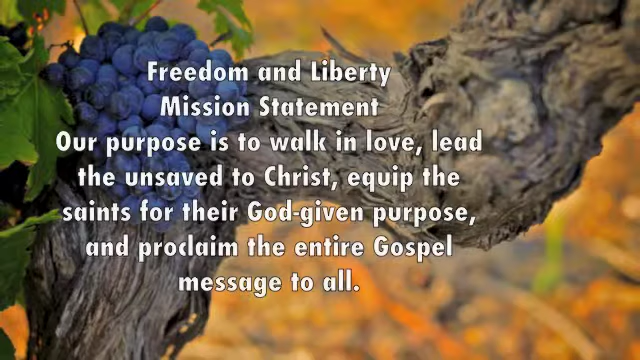 Freedom and Liberty
Mission Statement
Our purpose is to walk in love, lead
the unsaved to Christ, equip the
saints for their God-given purpose,
and proclaim the entire Gospel
message to all.